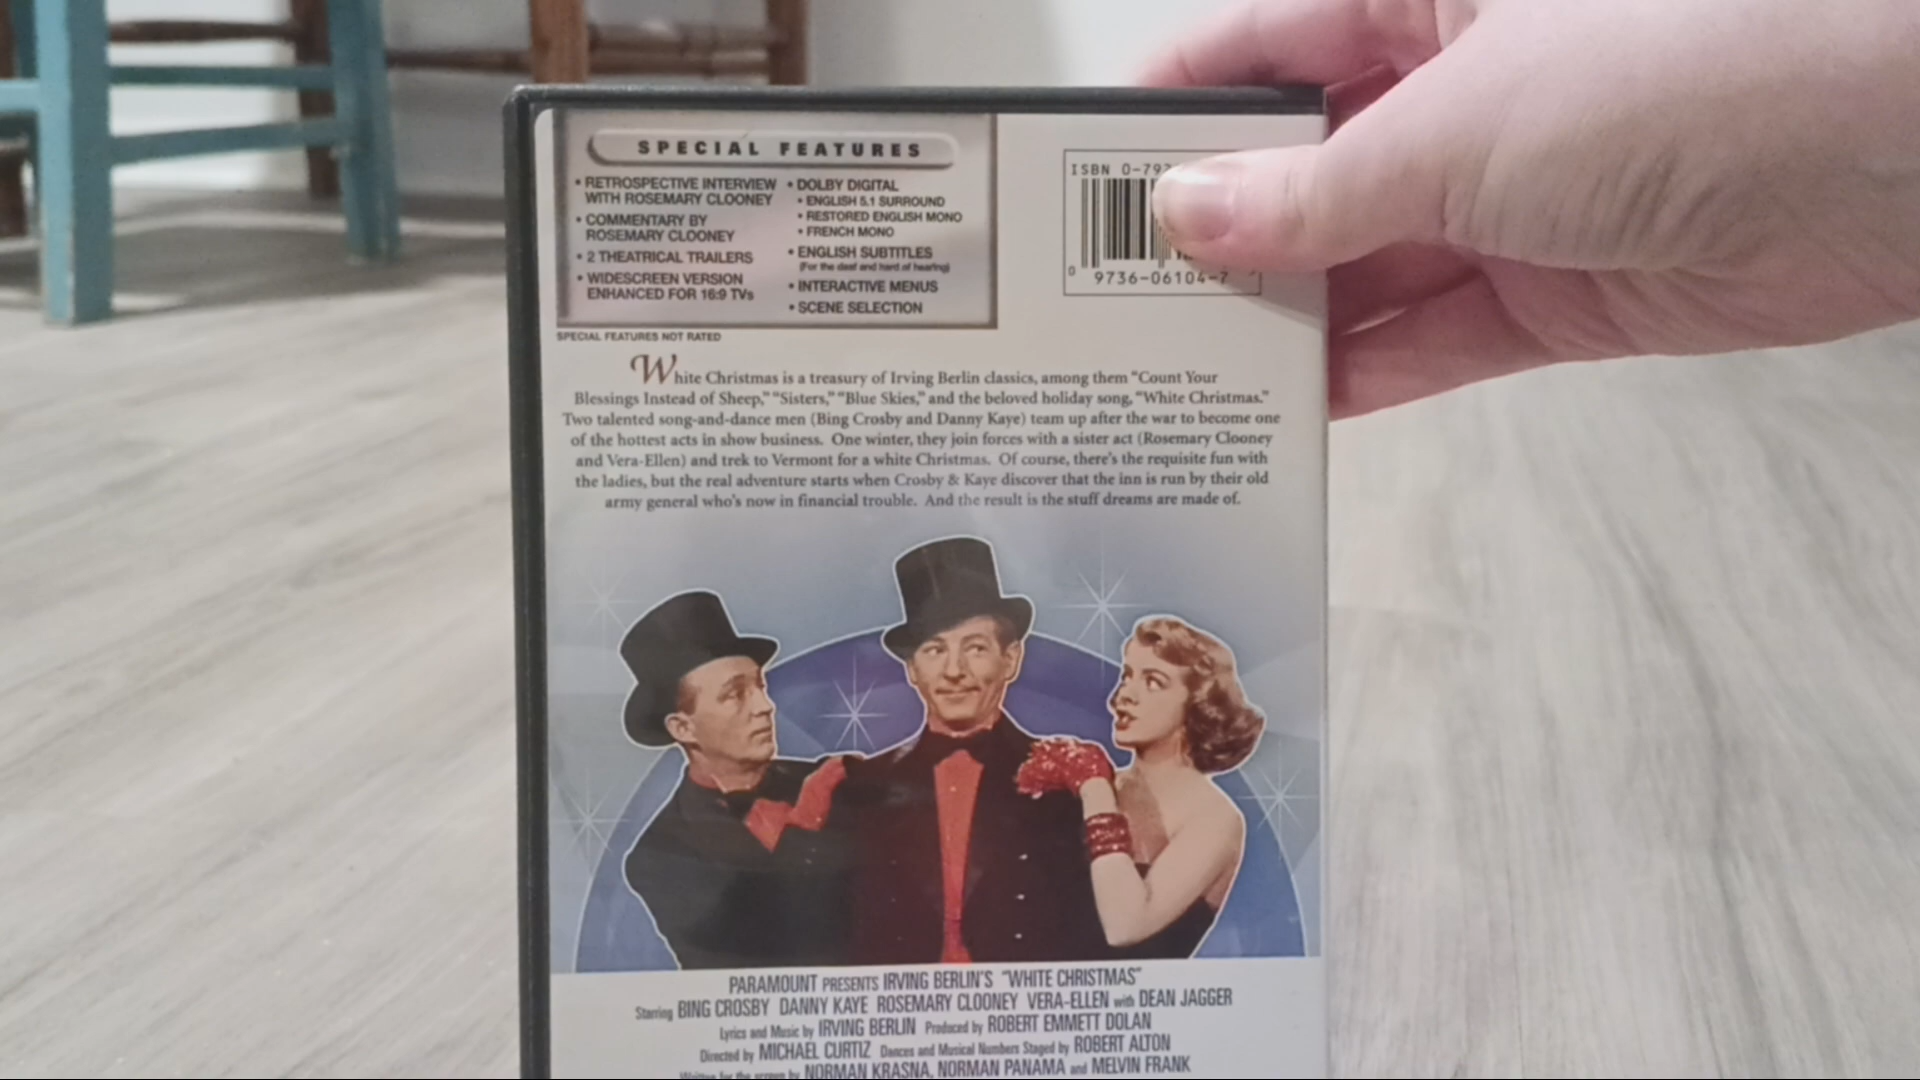 SPECIAL FEATURES
• RETROSPECTIVE INTERVIEW
WITH ROSEMARY CLOONEY
• COMMENTARY BY
ROSEMARY CLOONEY
• 2 THEATRICAL TRAILERS
• WIDESCREEN VERSION
ENHANCED FOR 16:9 TVs
• DOLBY DIGITAL
• ENGLISH 5.1 SURROUND
• RESTORED ENGLISH MONO
• FRENCH MONO
• ENGLISH SUBTITLES
(For the deaf and hard of hearing)
• INTERACTIVE MENUS
• SCENE SELECTION
SPECIAL FEATURES NOT RATED
ISBN 0-79
0 9736-06104-7
White Christmas is a treasury of Irving Berlin classics, among them "Count Your
Blessings Instead of Sheep," "Sisters," "Blue Skies," and the beloved holiday song, "White Christmas."
Two talented song-and-dance men (Bing Crosby and Danny Kaye) team up after the war to become one
of the hottest acts in show business. One winter, they join forces with a sister act (Rosemary Clooney
and Vera-Ellen) and trek to Vermont for a white Christmas. Of course, there's the requisite fun with
the ladies, but the real adventure starts when Crosby & Kaye discover that the inn is run by their old
army general who's now in financial trouble. And the result is the stuff dreams are made of.
PARAMOUNT PRESENTS IRVING BERLIN'S "WHITE CHRISTMAS"
Starring BING CROSBY DANNY KAYE ROSEMARY CLOONEY VERA-ELLEN with DEAN JAGGER
Lyrics and Music by IRVING BERLIN Produced by ROBERT EMMETT DOLAN
Directed by MICHAEL CURTIZ Dances and Musical Numbers Staged by ROBERT ALTON
Written for the screen by NORMAN KRASNA, NORMAN PANAMA and MELVIN FRANK